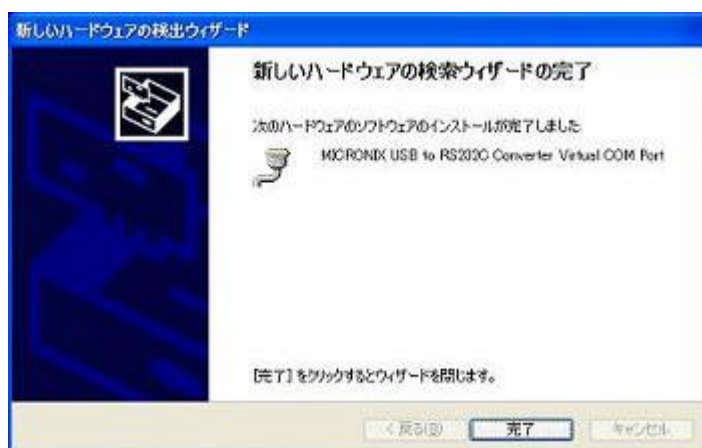 新しいハードウェアの検出ウィザード
新しいハードウェアの検索ウィザードの完了
次のハードウェアのソフトウェアのインストールが完了しました
MICRONIX USB to RS232C Converter Virtual COM Port
[完了] をクリックするとウィザードを閉じます。
< 戻る(B) 完了 キャンセル